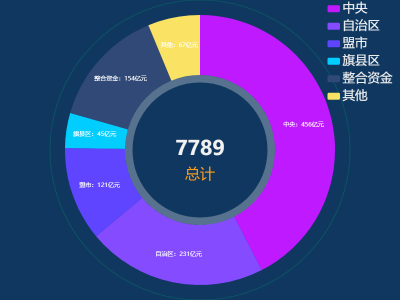 中央
自治区
盟市
旗县区
整合资金
其他
其他：67亿元
整合资金：154亿元
中央：456亿元
旗县区：45亿元
7789
总计
盟市：121亿元
自治区：231亿元